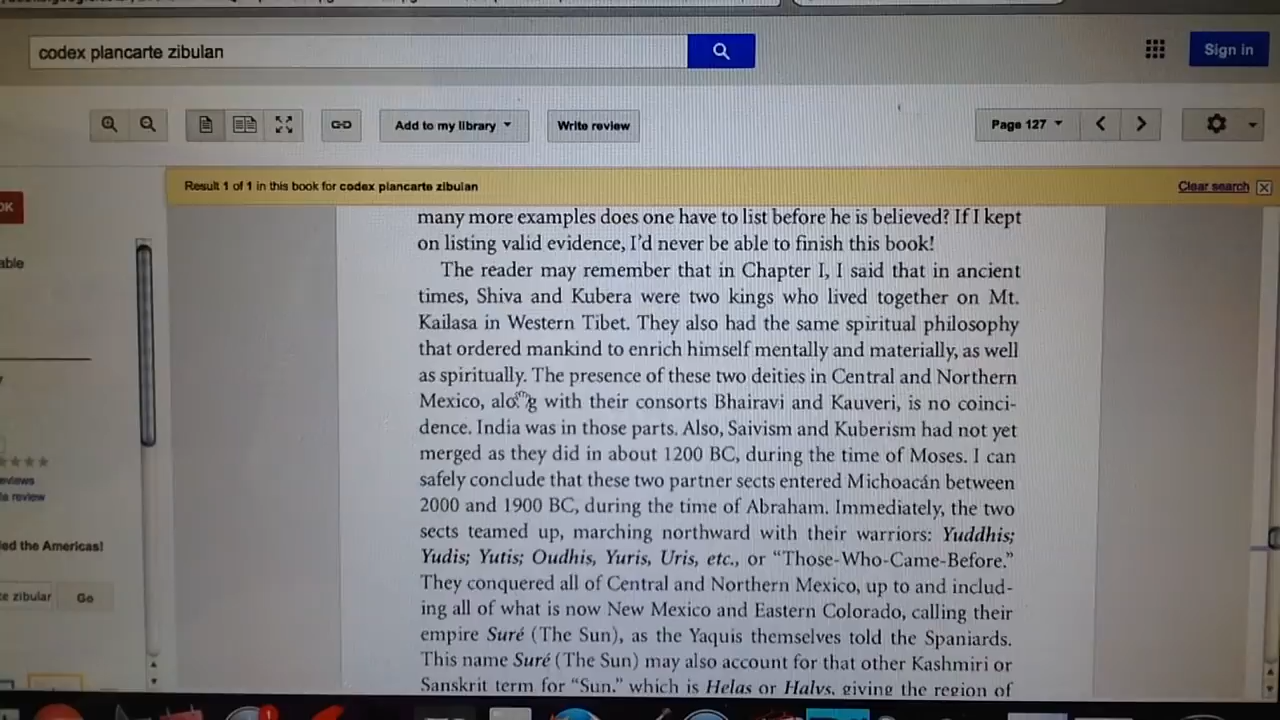 codex plancarte zibulan
Sign in
Add to my library
Write review
Page 127
Result 1 of 1 in this book for codex plancarte zibulan
Clear search
OK
able
many more examples does one have to list before he is believed? If I kept
on listing valid evidence, I'd never be able to finish this book!
The reader may remember that in Chapter I, I said that in ancient
times, Shiva and Kubera were two kings who lived together on Mt.
Kailasa in Western Tibet. They also had the same spiritual philosophy
that ordered mankind to enrich himself mentally and materially, as well
as spiritually. The presence of these two deities in Central and Northern
Mexico, along with their consorts Bhairavi and Kauveri, is no coinci-
dence. India was in those parts. Also, Saivism and Kuberism had not yet
merged as they did in about 1200 BC, during the time of Moses. I can
safely conclude that these two partner sects entered Michoacán between
2000 and 1900 BC, during the time of Abraham. Immediately, the two
sects teamed up, marching northward with their warriors: Yuddhis;
Yudis; Yutis; Oudhis, Yuris, Uris, etc., or “Those-Who-Came-Before.”
They conquered all of Central and Northern Mexico, up to and includ-
ing all of what is now New Mexico and Eastern Colorado, calling their
empire Suré (The Sun), as the Yaquis themselves told the Spaniards.
This name Suré (The Sun) may also account for that other Kashmiri or
Sanskrit term for “Sun.” which is Helas or Halys, giving the region of
eviews
e review
ed the Americas!
te zibular
Go